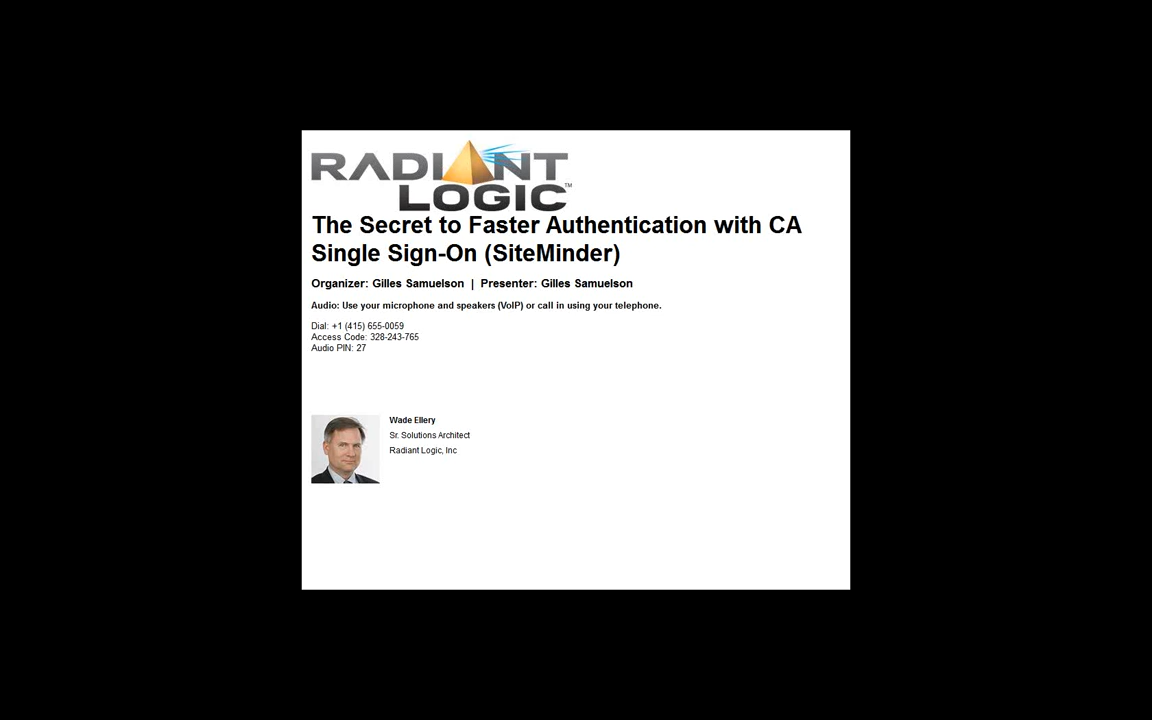 RADIANT
LOGIC™
The Secret to Faster Authentication with CA
Single Sign-On (SiteMinder)
Organizer: Gilles Samuelson | Presenter: Gilles Samuelson
Audio: Use your microphone and speakers (VoIP) or call in using your telephone.
Dial: +1 (415) 655-0059
Access Code: 328-243-765
Audio PIN: 27
Wade Ellery
Sr. Solutions Architect
Radiant Logic, Inc